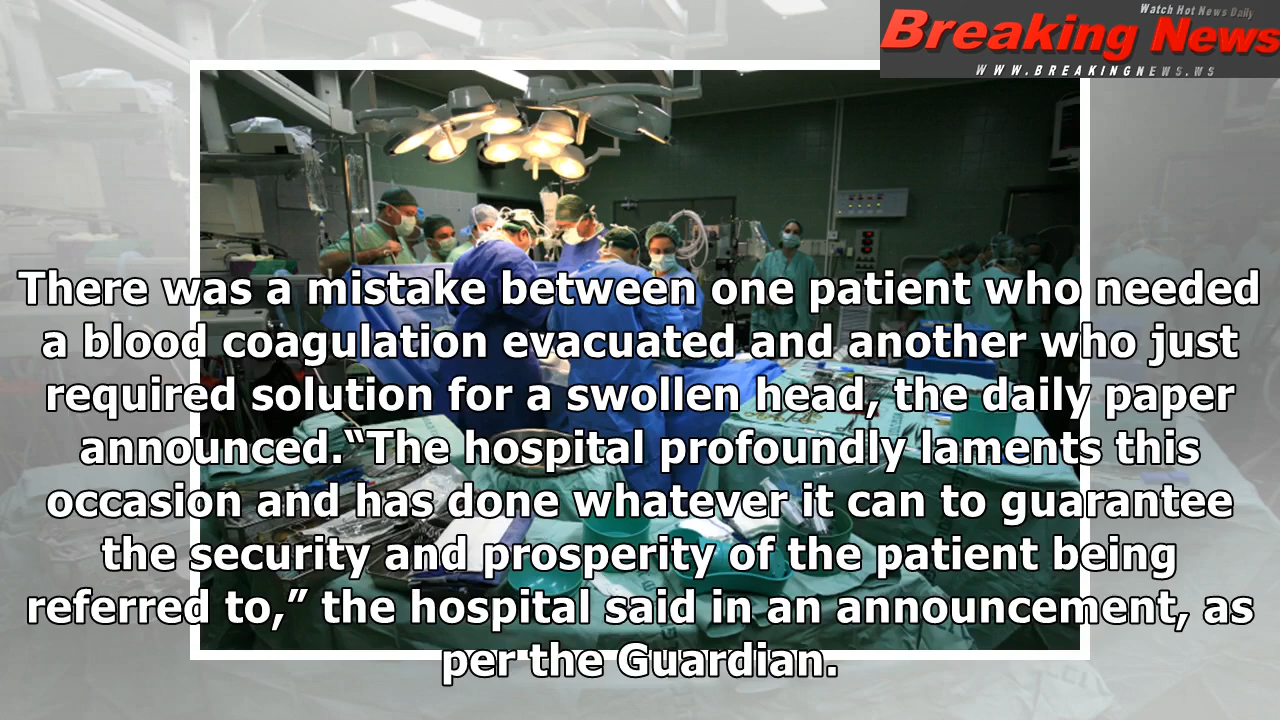 Watch Hot News Daily
Breaking News
WWW.BREAKINGNEWS.WS
There was a mistake between one patient who needed
a blood coagulation evacuated and another who just
required solution for a swollen head, the daily paper
announced.“The hospital profoundly laments this
occasion and has done whatever it can to guarantee
the security and prosperity of the patient being
referred to,” the hospital said in an announcement, as
per the Guardian.